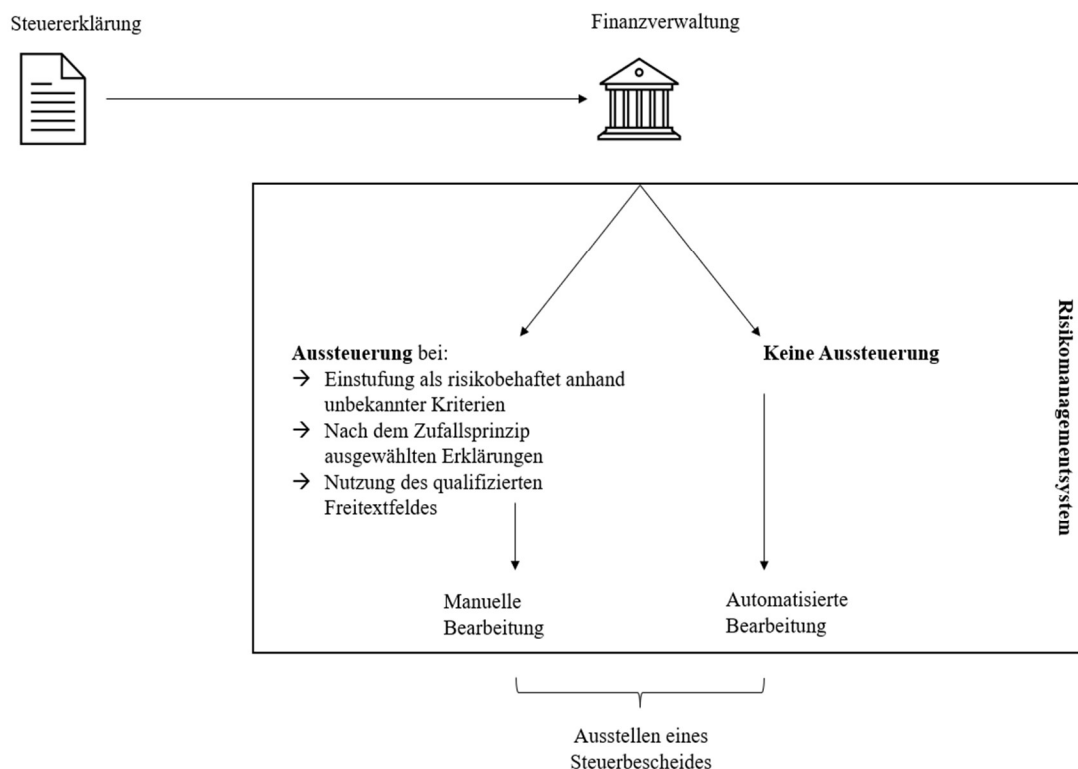 Steuererklärung
Finanzverwaltung
Aussteuerung bei:
→ Einstufung als risikobehaftet anhand
unbekannter Kriterien
→ Nach dem Zufallsprinzip
ausgewählten Erklärungen
→ Nutzung des qualifizierten
Freitextfeldes
Keine Aussteuerung
Risikomanagementsystem
Manuelle
Bearbeitung
Automatisierte
Bearbeitung
Ausstellen eines
Steuerbescheides